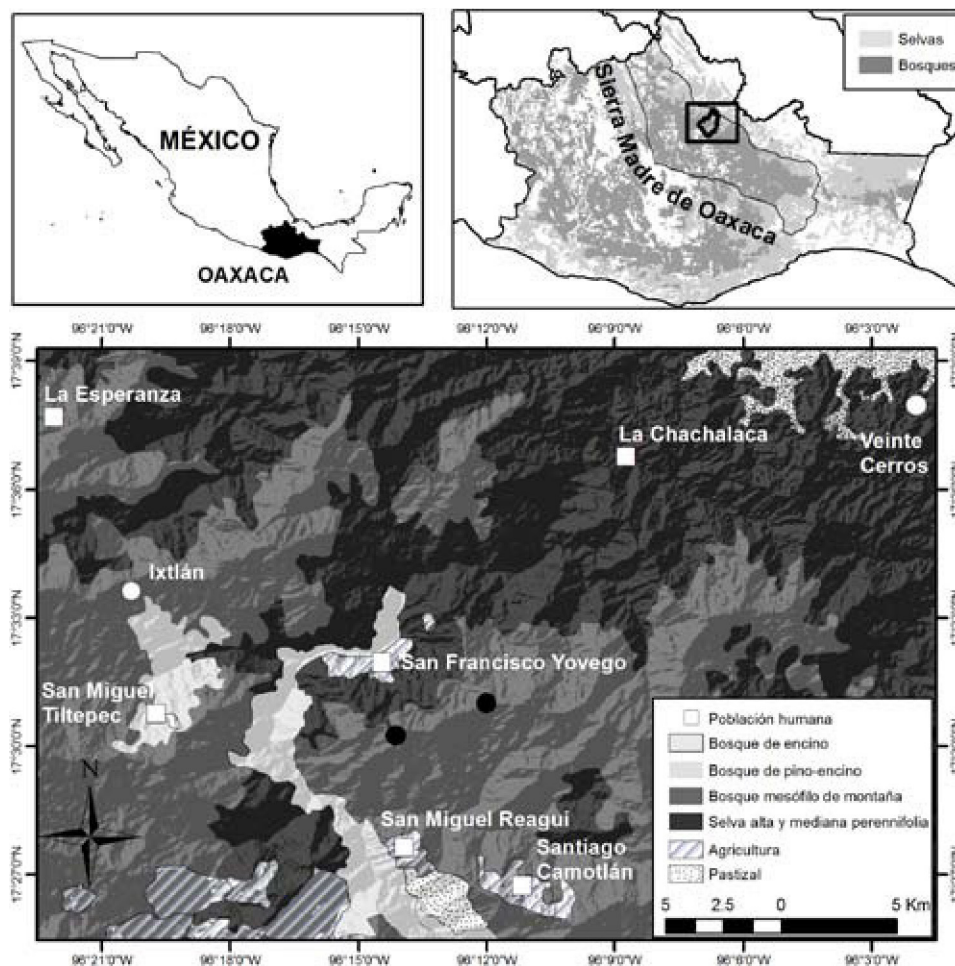 MÉXICO
OAXACA
Selvas
Bosques
Sierra Madre de Oaxaca
96°21'0"W 96°18'0"W 96°15'0"W 96°12'0"W 96°9'0"W 96°6'0"W 96°3'0"W
17°39'0"N
17°36'0"N
17°33'0"N
17°30'0"N
17°27'0"N
La Esperanza
La Chachalaca
Veinte
Cerros
Ixtlán
San Francisco Yovego
San Miguel
Tiltepec
San Miguel Reagui
Santiago
Camotlán
N
Población humana
Bosque de encino
Bosque de pino-encino
Bosque mesófilo de montaña
Selva alta y mediana perennifolia
Agricultura
Pastizal
5 2.5 0 5 Km
96°21'0"W 96°18'0"W 96°15'0"W 96°12'0"W 96°9'0"W 96°6'0"W 96°3'0"W